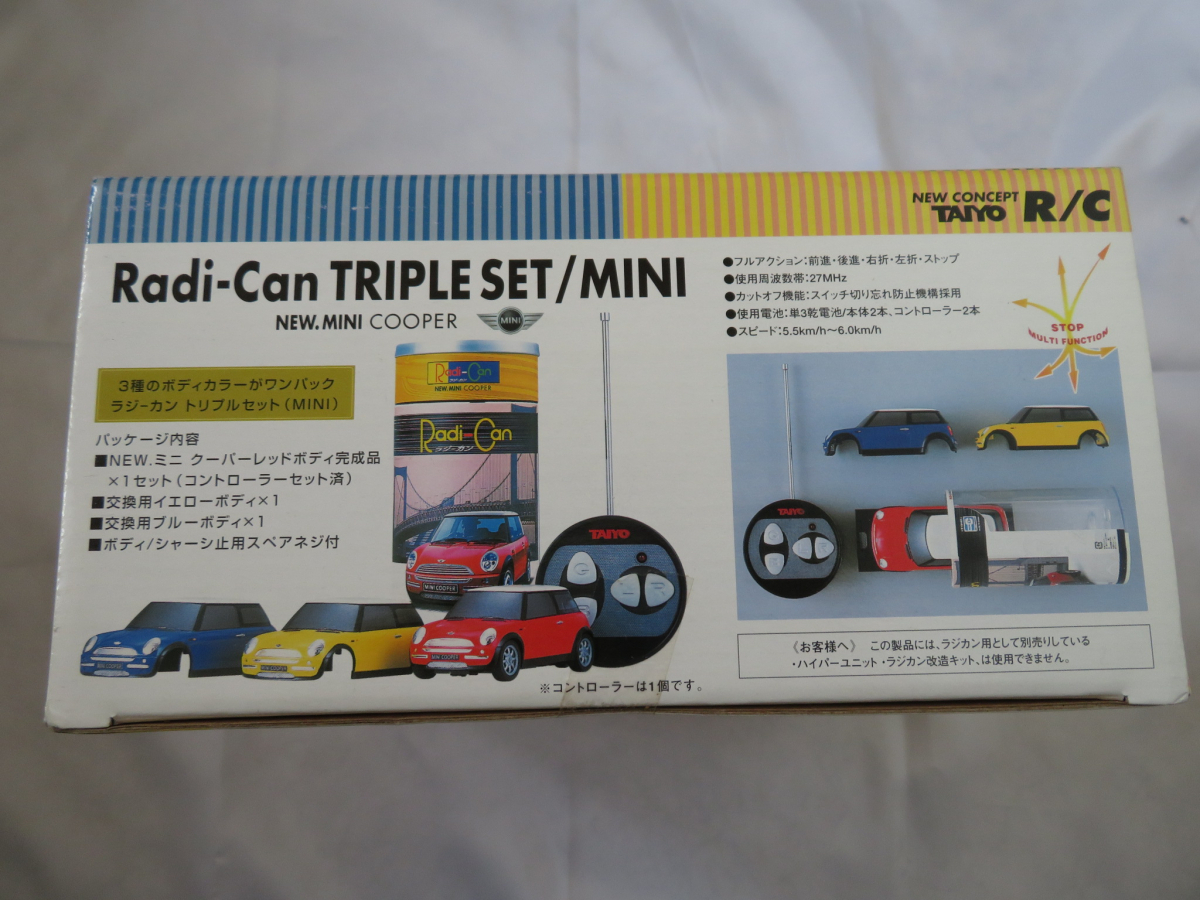 NEW CONCEPT
TAIYO R/C
Radi-Can TRIPLE SET/MINI
NEW.MINI COOPER
MINI
3種のボディカラーがワンパック
ラジ-カン トリプルセット(MINI)
パッケージ内容
■NEW.ミニ クーパーレッドボディ完成品
×1セット(コントローラーセット済)
■交換用イエローボディ×1
■交換用ブルーボディ×1
■ボディ/シャーシ止用スペアネジ付
Radi-Can
ラジーカン
NEW.MINI COOPER
Radi-Can
ラジーカン
MINI COOPER
TAIYO
L R
MINI COOPER
MINI COOPER
MINI COOPER
※コントローラーは1個です。
●フルアクション:前進・後進・右折・左折・ストップ
●使用周波数帯:27MHz
●カットオフ機能:スイッチ切り忘れ防止機構採用
●使用電池:単3乾電池/本体2本、コントローラー2本
●スピード:5.5km/h〜6.0km/h
STOP
MULTI FUNCTION
TAIYO
《お客様へ》 この製品には、ラジカン用として別売りしている
・ハイパーユニット・ラジカン改造キット、は使用できません。